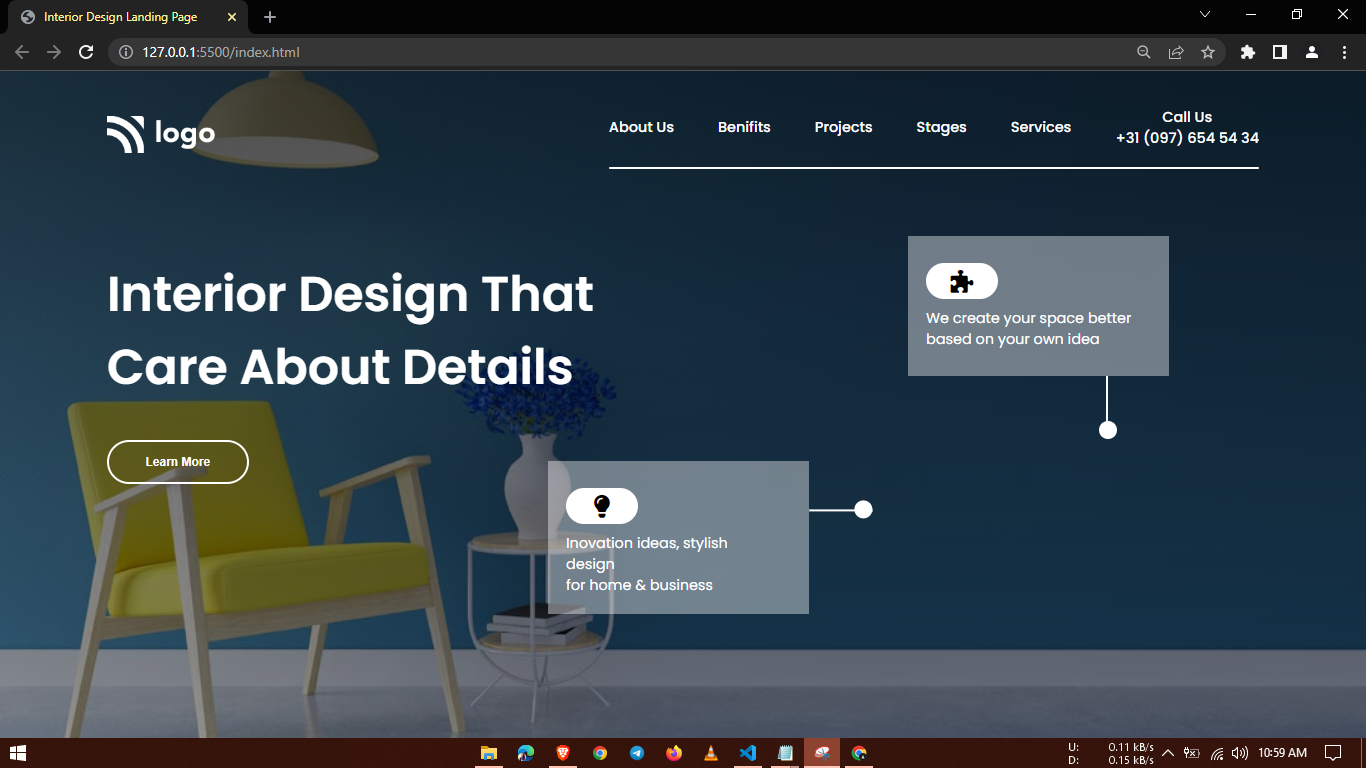 Interior Design Landing Page
127.0.0.1:5500/index.html
logo
About Us
Benifits
Projects
Stages
Services
Call Us
+31 (097) 654 54 34
Interior Design That
Care About Details
Learn More
We create your space better
based on your own idea
Inovation ideas, stylish
design
for home & business
U: 0.11 kB/s
D: 0.15 kB/s
10:59 AM